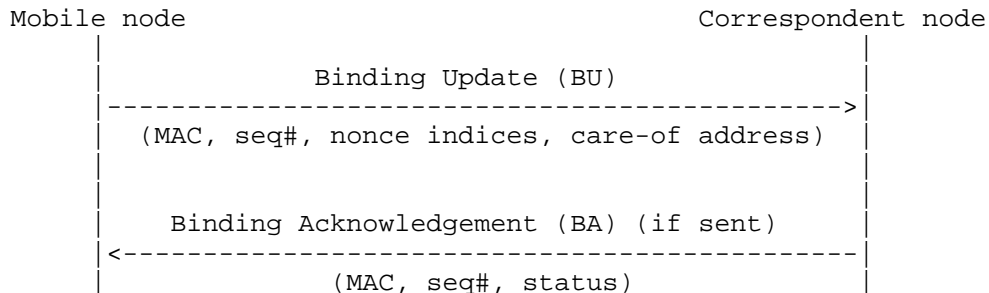 Mobile node Correspondent node
Binding Update (BU)
(MAC, seq#, nonce indices, care-of address)
Binding Acknowledgement (BA) (if sent)
(MAC, seq#, status)